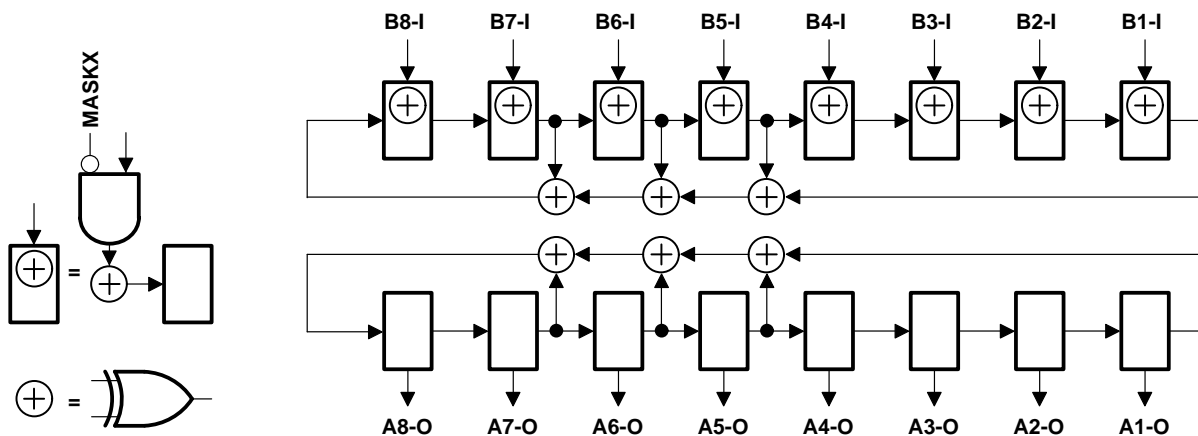 B8-I B7-I B6-I B5-I B4-I B3-I B2-I B1-I
MASKX
=
=
A8-O A7-O A6-O A5-O A4-O A3-O A2-O A1-O